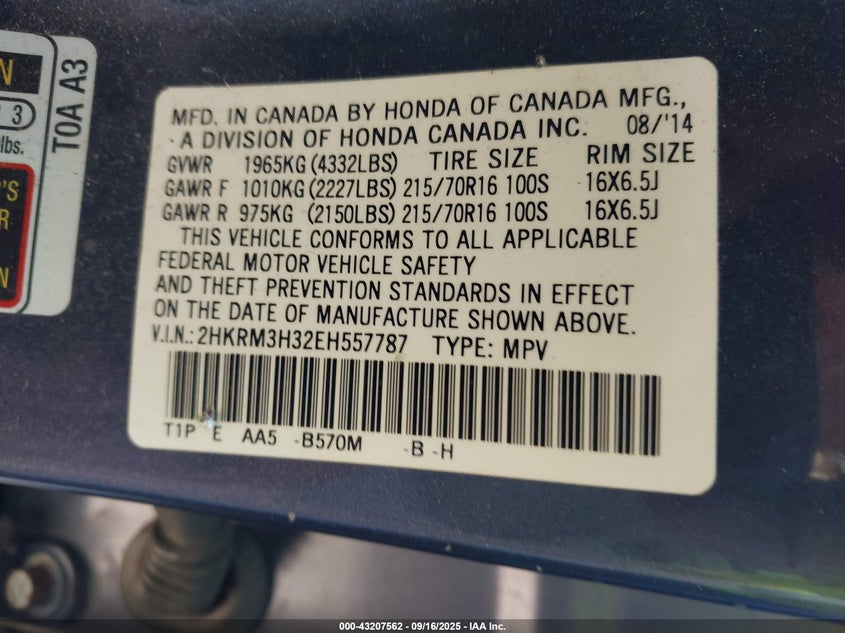 N
3
lbs.
'S
R
N
T0A A3
MFD. IN CANADA BY HONDA OF CANADA MFG.,
A DIVISION OF HONDA CANADA INC. 08/'14
GVWR 1965KG (4332LBS) TIRE SIZE RIM SIZE
GAWR F 1010KG (2227LBS) 215/70R16 100S 16X6.5J
GAWR R 975KG (2150LBS) 215/70R16 100S 16X6.5J
THIS VEHICLE CONFORMS TO ALL APPLICABLE
FEDERAL MOTOR VEHICLE SAFETY
AND THEFT PREVENTION STANDARDS IN EFFECT
ON THE DATE OF MANUFACTURE SHOWN ABOVE.
V.I.N.: 2HKRM3H32EH557787 TYPE: MPV
T1P E AA5 -B570M -B -H
000-43207562 - 09/16/2025 - IAA Inc.